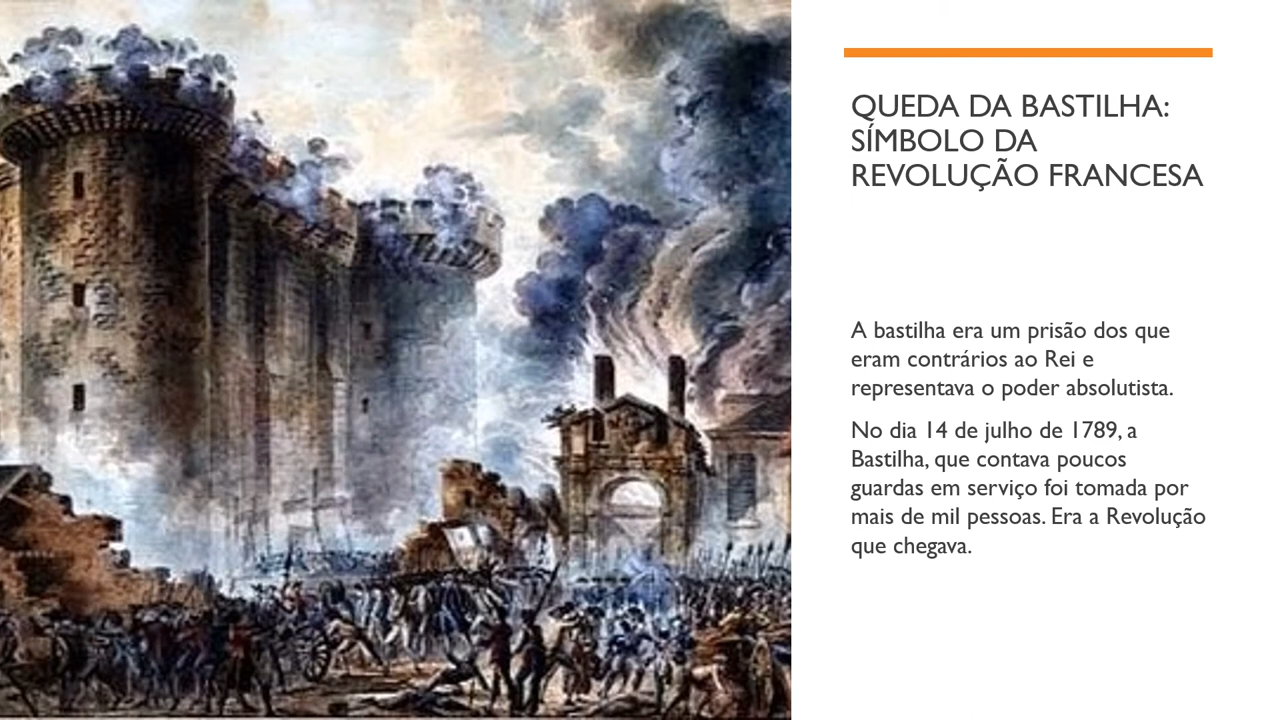 QUEDA DA BASTILHA:
SÍMBOLO DA
REVOLUÇÃO FRANCESA
A bastilha era um prisão dos que
eram contrários ao Rei e
representava o poder absolutista.
No dia 14 de julho de 1789, a
Bastilha, que contava poucos
guardas em serviço foi tomada por
mais de mil pessoas. Era a Revolução
que chegava.